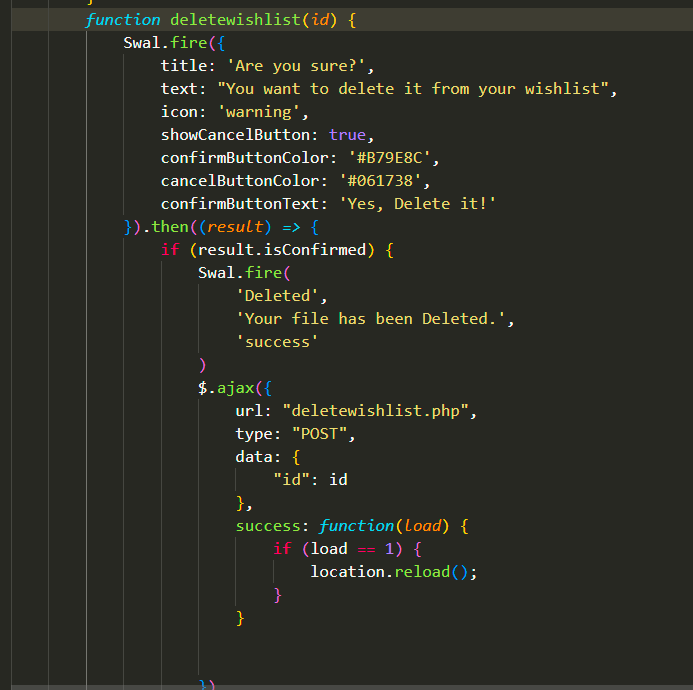 }
function deletewishlist(id) {
Swal.fire({
title: 'Are you sure?',
text: "You want to delete it from your wishlist",
icon: 'warning',
showCancelButton: true,
confirmButtonColor: '#B79E8C',
cancelButtonColor: '#061738',
confirmButtonText: 'Yes, Delete it!'
}).then((result) => {
if (result.isConfirmed) {
Swal.fire(
'Deleted',
'Your file has been Deleted.',
'success'
)
$.ajax({
url: "deletewishlist.php",
type: "POST",
data: {
"id": id
},
success: function(load) {
if (load == 1) {
location.reload();
}
}
})